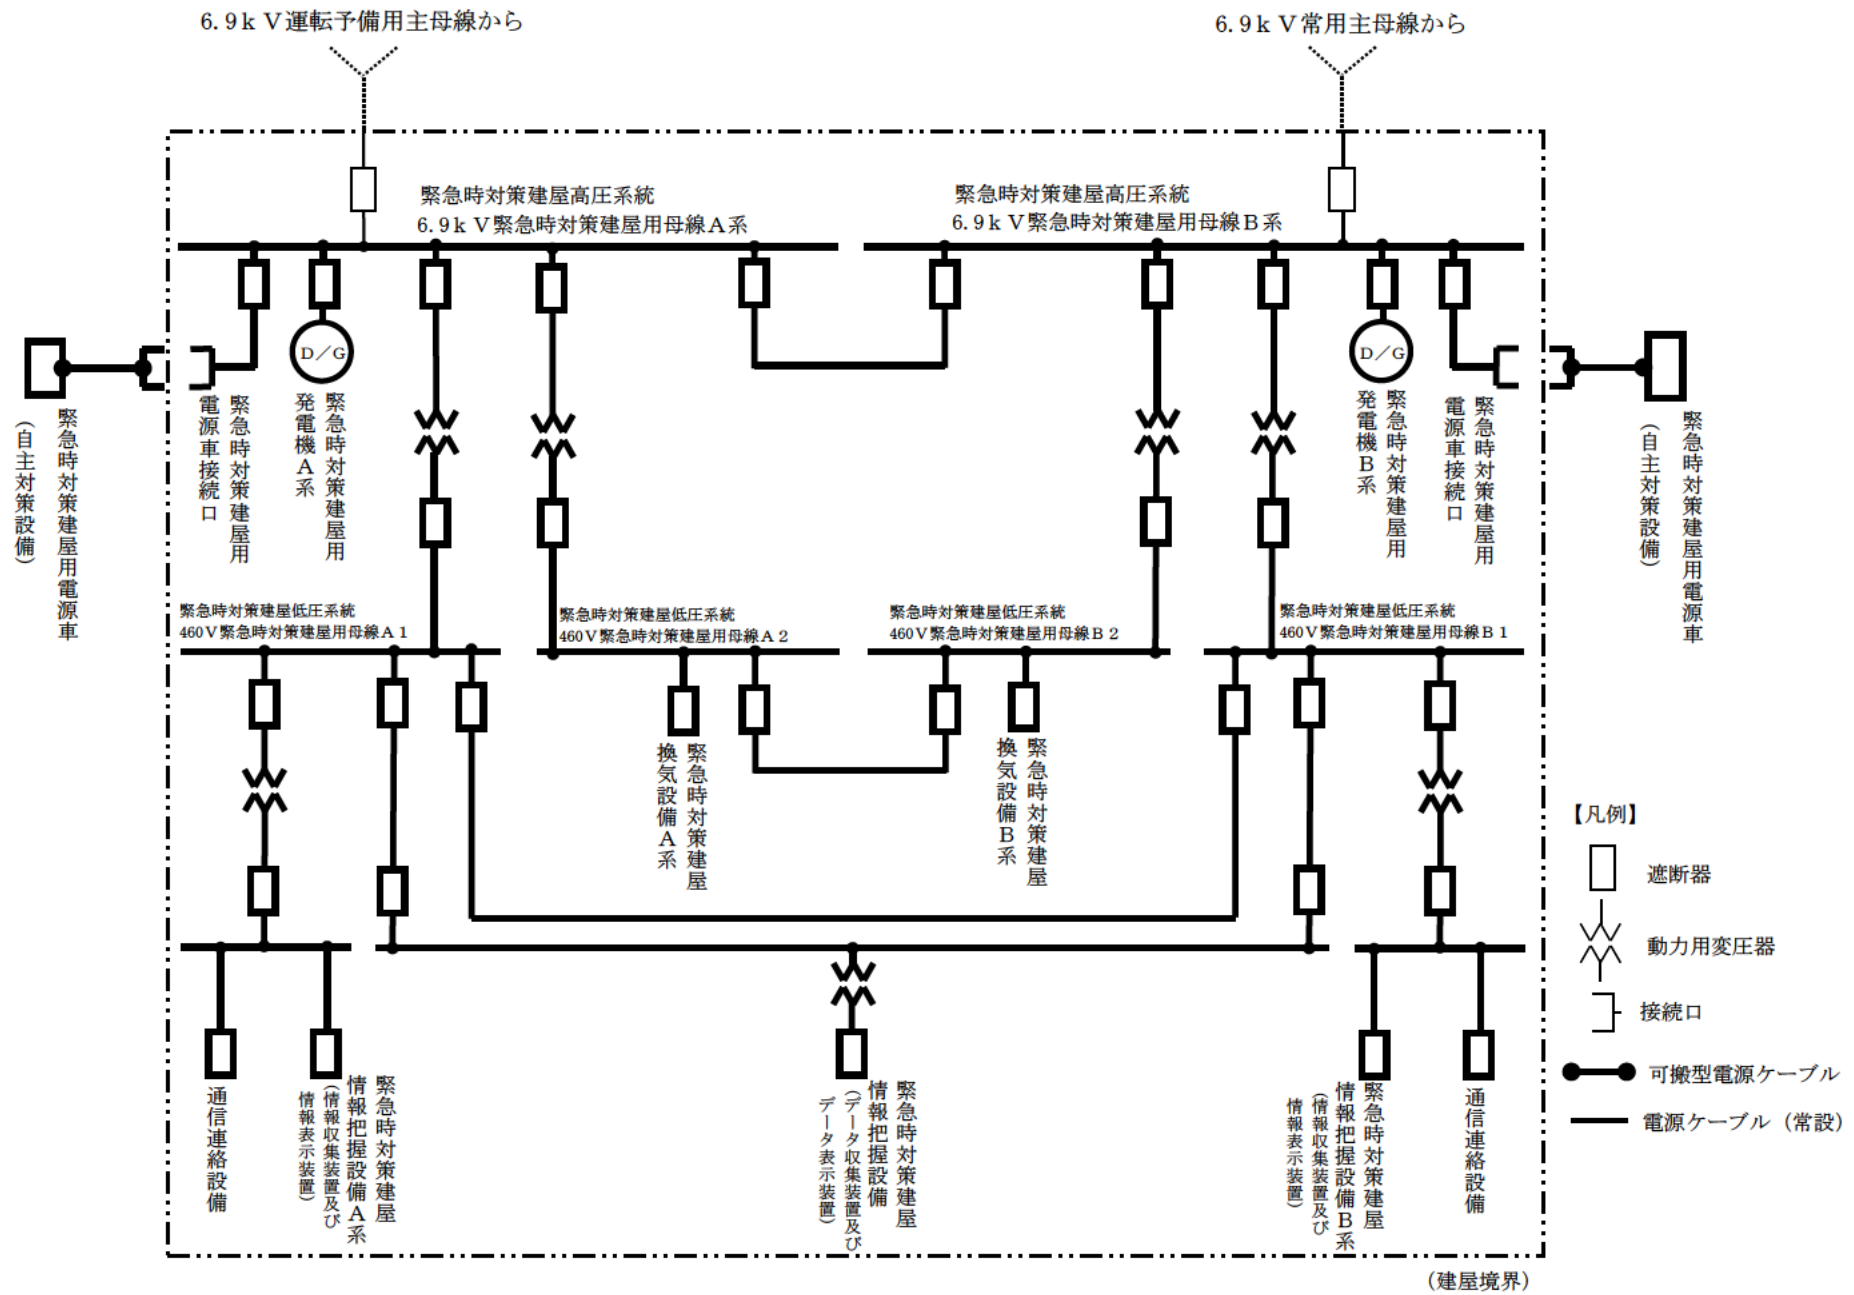 6.9kV運転予備用主母線から
6.9kV常用主母線から
緊急時対策建屋高圧系統
6.9kV緊急時対策建屋用母線A系
緊急時対策建屋高圧系統
6.9kV緊急時対策建屋用母線B系
D/G
D/G
緊急時対策建屋用電源車
(自主対策設備)
緊急時対策建屋用
電源車接続口
緊急時対策建屋用
発電機A系
緊急時対策建屋用
発電機B系
緊急時対策建屋用
電源車接続口
緊急時対策建屋用電源車
(自主対策設備)
緊急時対策建屋低圧系統
460V緊急時対策建屋用母線A1
緊急時対策建屋低圧系統
460V緊急時対策建屋用母線A2
緊急時対策建屋低圧系統
460V緊急時対策建屋用母線B2
緊急時対策建屋低圧系統
460V緊急時対策建屋用母線B1
緊急時対策建屋
換気設備A系
緊急時対策建屋
換気設備B系
通信連絡設備
緊急時対策建屋
情報把握設備A系
(情報収集装置及び
情報表示装置)
緊急時対策建屋
情報把握設備
(データ収集装置及び
データ表示装置)
緊急時対策建屋
情報把握設備B系
(情報収集装置及び
情報表示装置)
通信連絡設備
【凡例】
遮断器
動力用変圧器
接続口
可搬型電源ケーブル
電源ケーブル(常設)
(建屋境界)